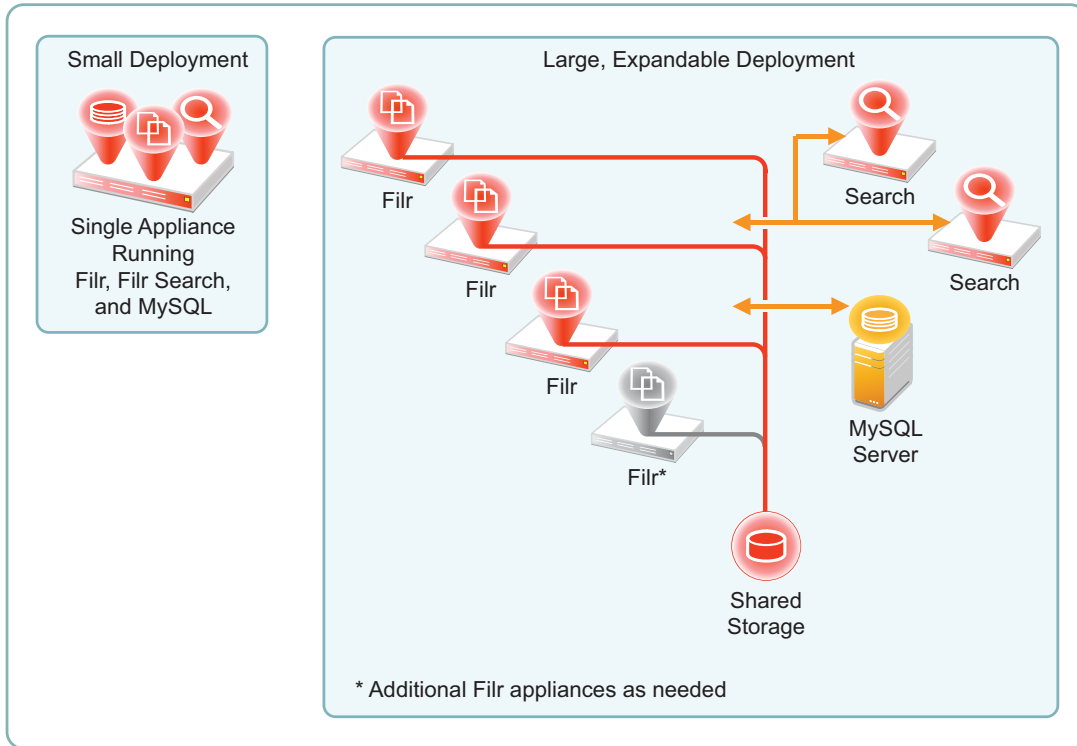 Small Deployment
Single Appliance
Running
Filr, Filr Search,
and MySQL
Large, Expandable Deployment
Filr
Filr
Filr
Filr*
Search
Search
MySQL
Server
Shared
Storage
* Additional Filr appliances as needed